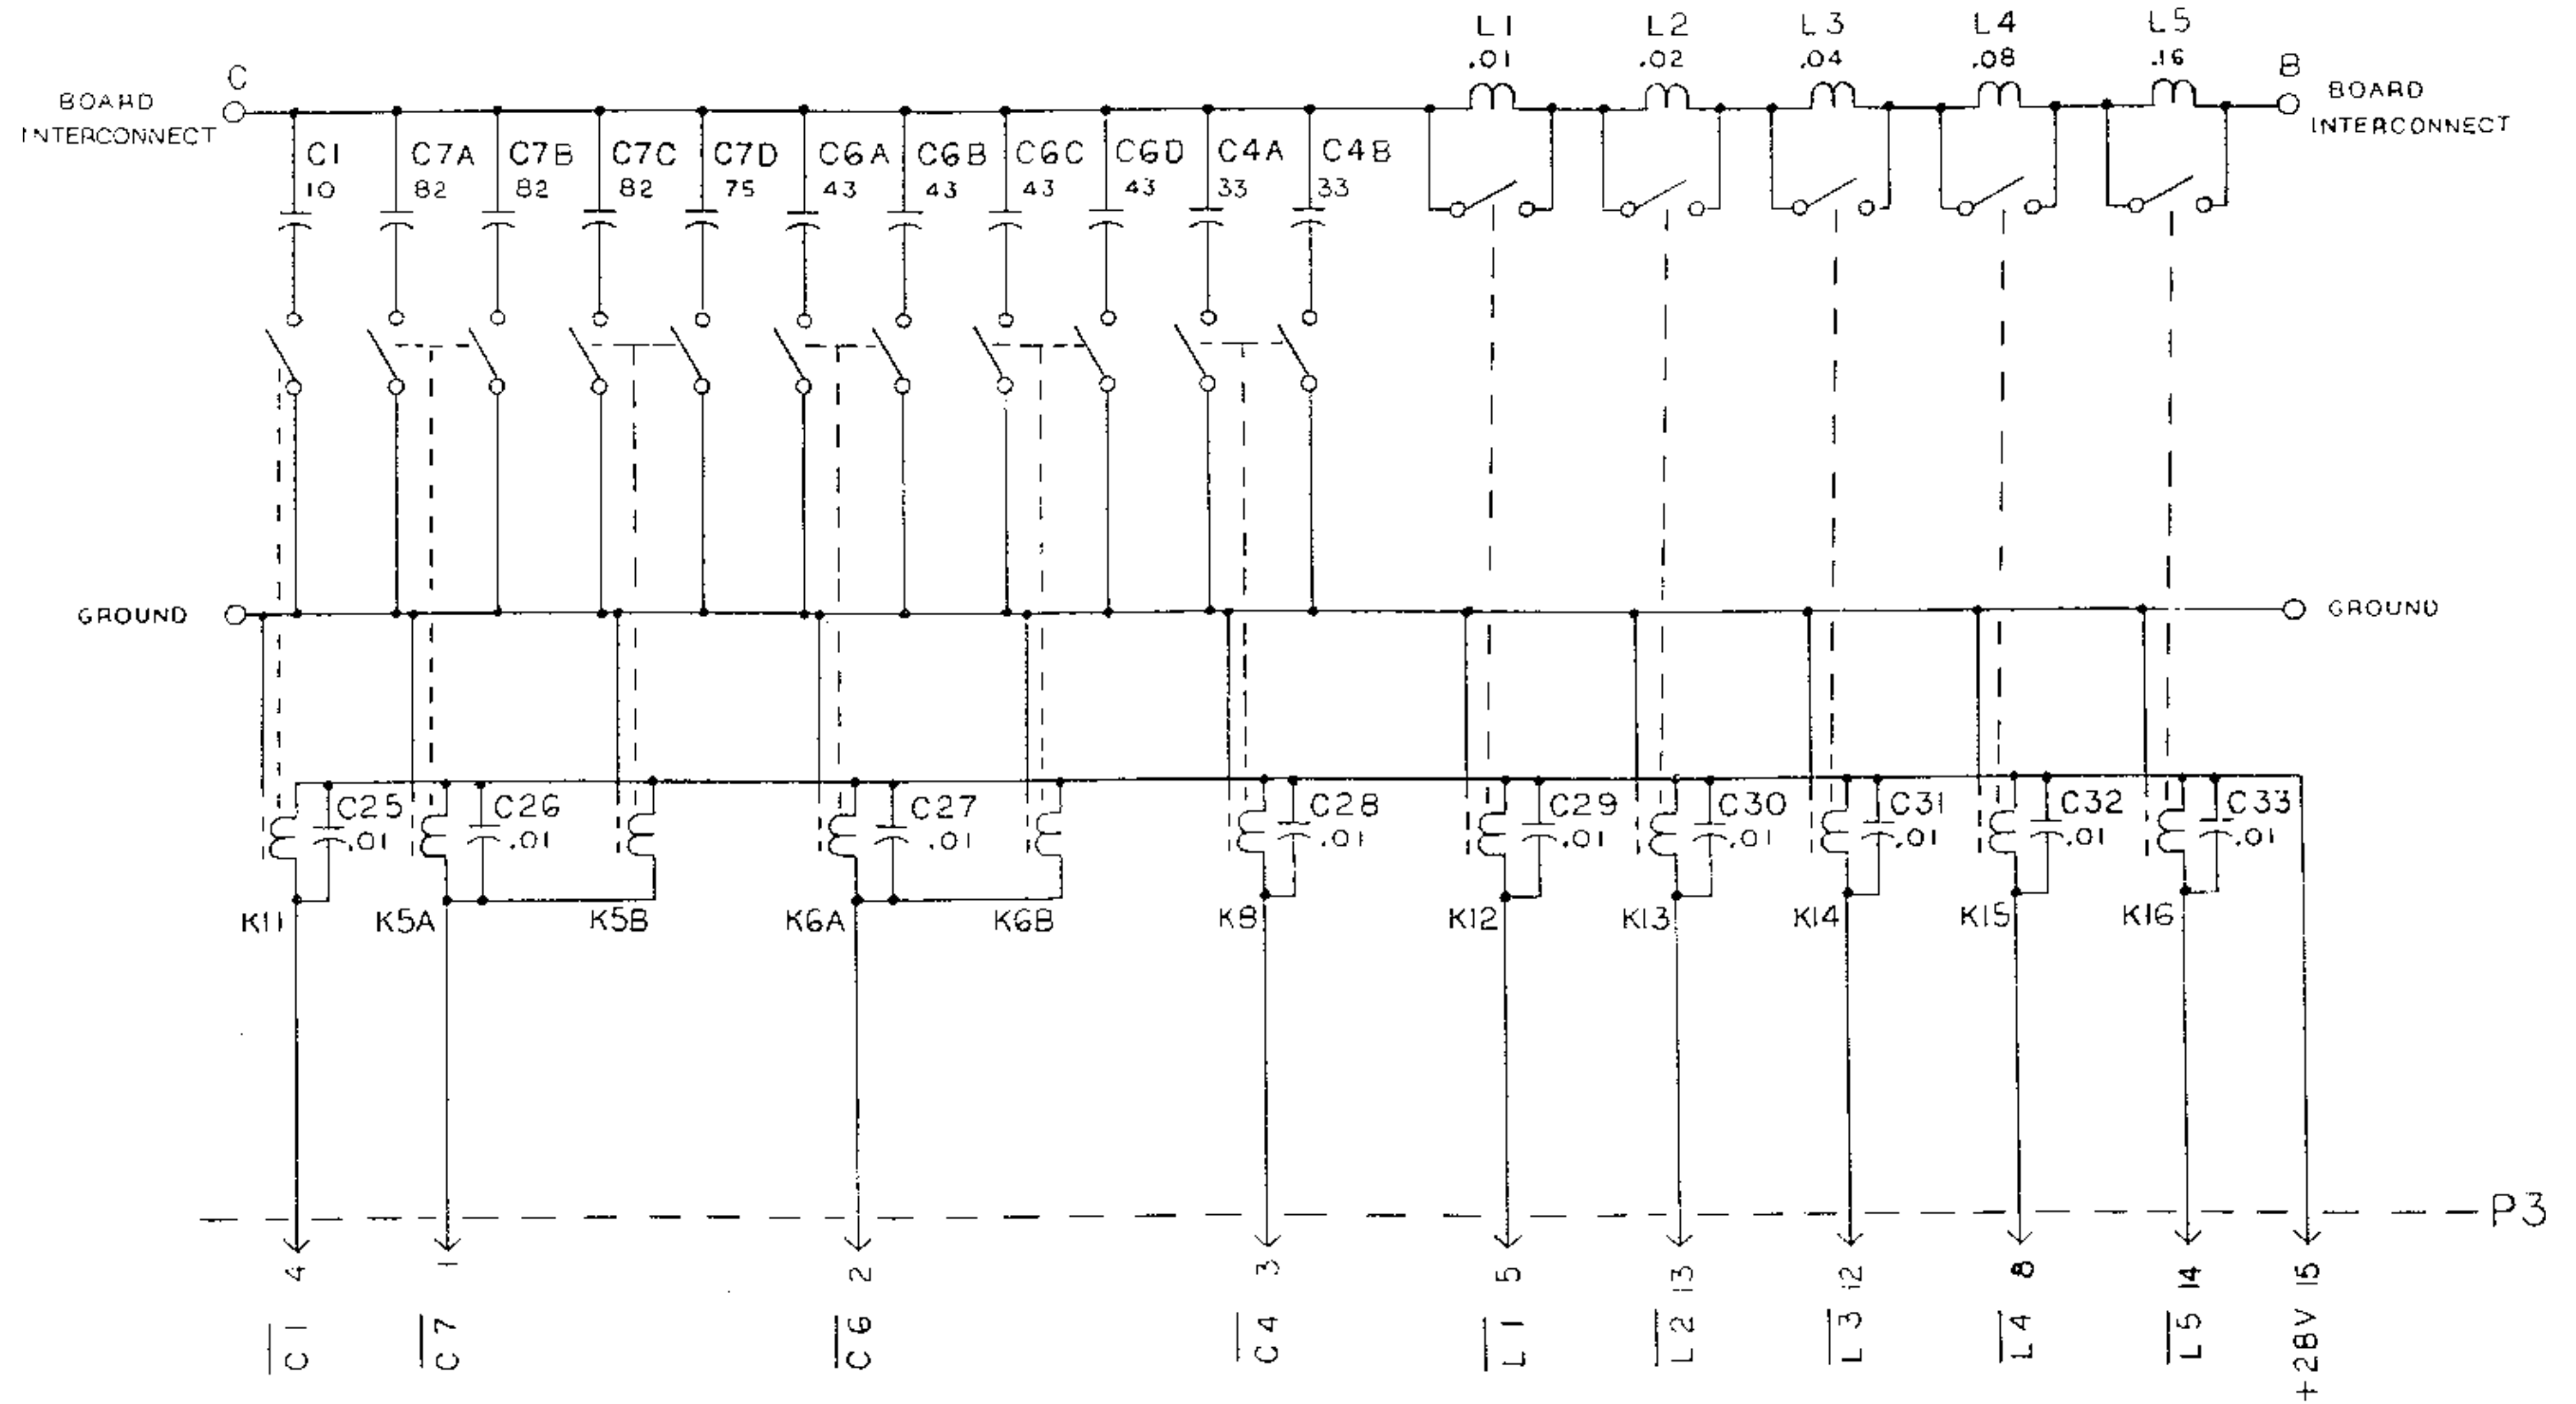 L1 L2 L3 L4 L5
.01 .02 .04 .08 .16
C B
BOARD INTERCONNECT
BOARD INTERCONNECT
C1 C7A C7B C7C C7D C6A C6B C6C C6D C4A C4B
10 82 82 82 75 43 43 43 43 33 33
GROUND GROUND
C25 C26 C27 C28 C29 C30 C31 C32 C33
.01 .01 .01 .01 .01 .01 .01 .01 .01
K11 K5A K5B K6A K6B K8 K12 K13 K14 K15 K16
P3
4 1 2 3 5 13 12 8 14 15
C1 C7 C6 C4 L1 L2 L3 L4 L5 +28V